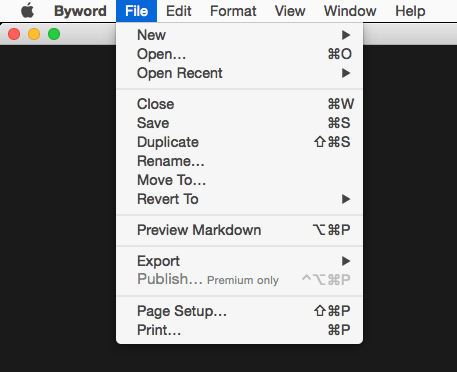 Byword File Edit Format View Window Help
New ▶
Open... ⌘O
Open Recent ▶
Close ⌘W
Save ⌘S
Duplicate ⇧⌘S
Rename...
Move To...
Revert To ▶
Preview Markdown ⌥⌘P
Export ▶
Publish... Premium only ^⌥⌘P
Page Setup... ⇧⌘P
Print... ⌘P